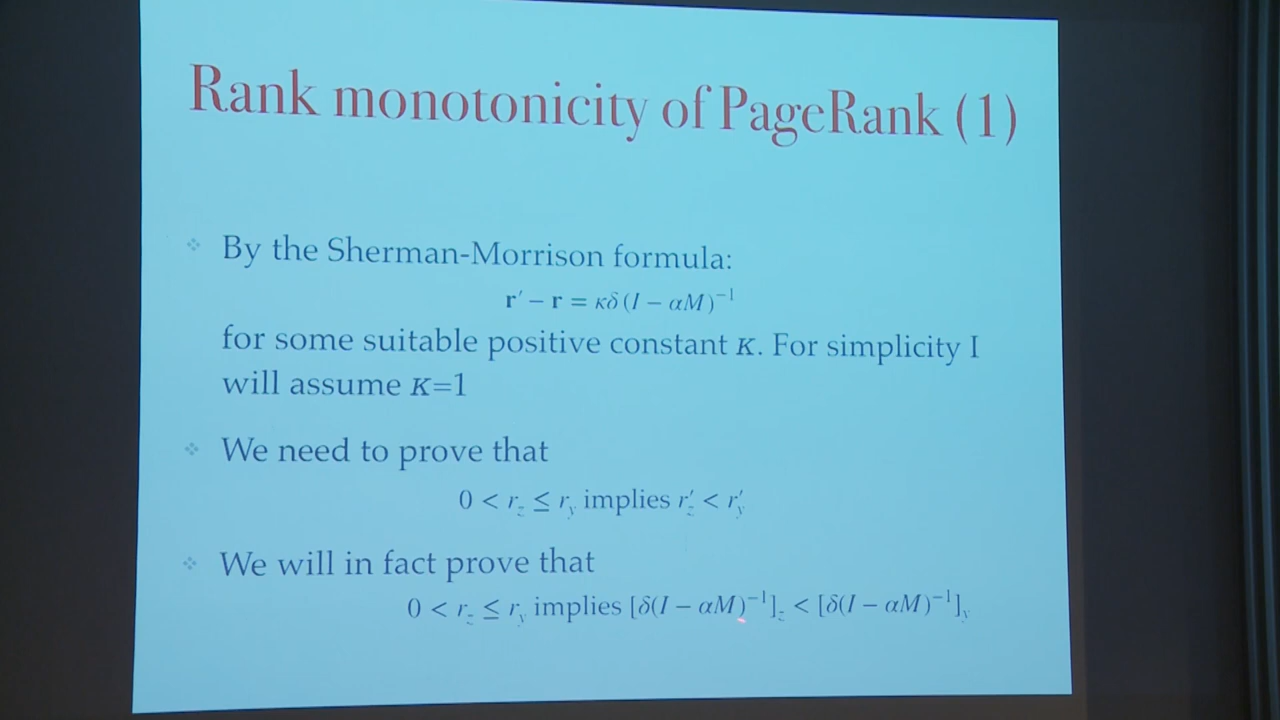 Rank monotonicity of PageRank (1)
❖ By the Sherman-Morrison formula:
r′ − r = κδ(I − αM)⁻¹
for some suitable positive constant κ. For simplicity I
will assume κ=1
❖ We need to prove that
0 < r_z ≤ r_y implies r′_z < r′_y
❖ We will in fact prove that
0 < r_z ≤ r_y implies [δ(I − αM)⁻¹]_z < [δ(I − αM)⁻¹]_y